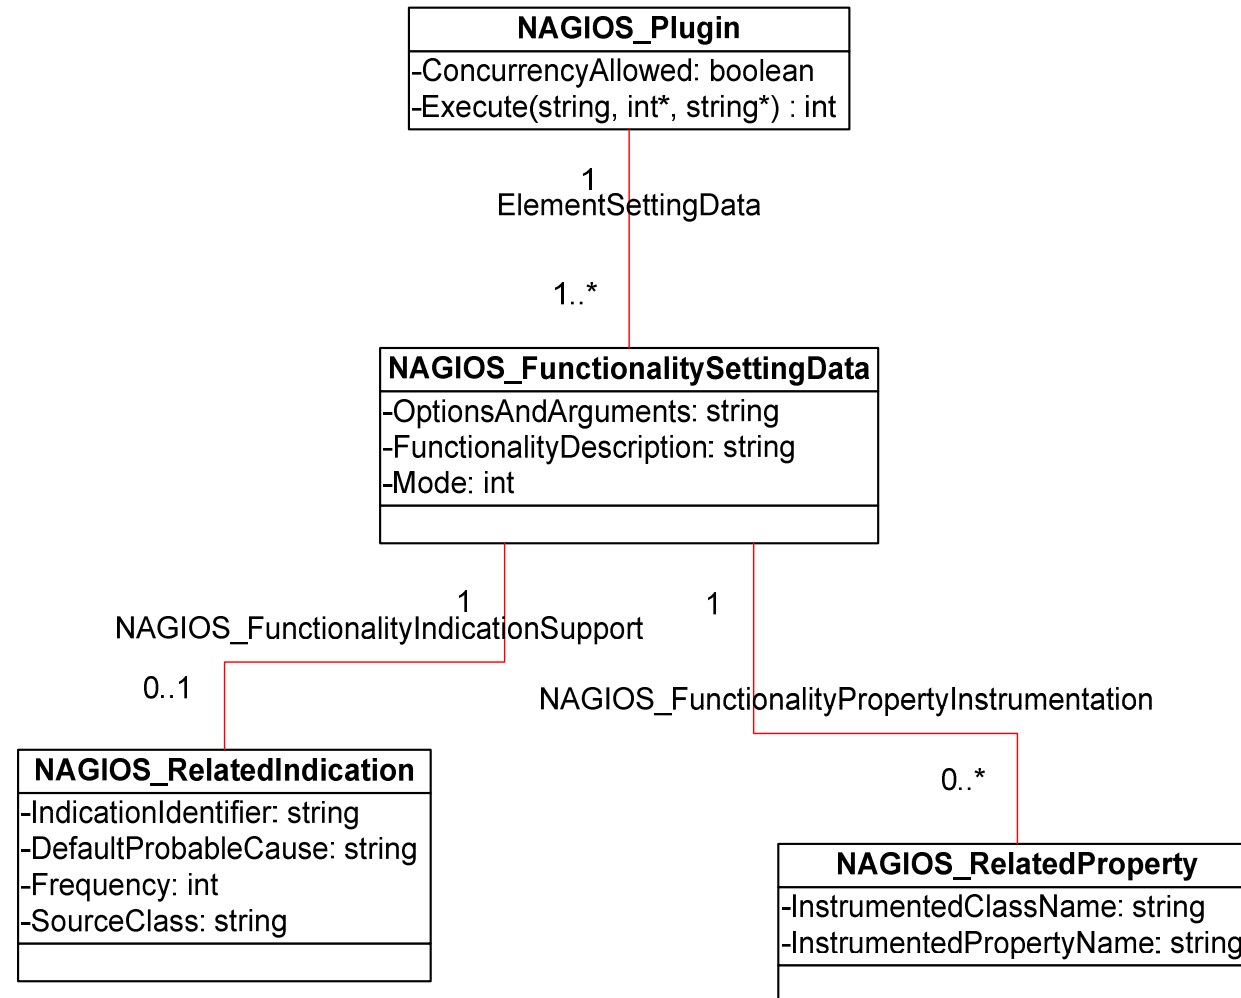 NAGIOS_Plugin
-ConcurrencyAllowed: boolean
-Execute(string, int*, string*) : int
1
ElementSettingData
1..*
NAGIOS_FunctionalitySettingData
-OptionsAndArguments: string
-FunctionalityDescription: string
-Mode: int
1
1
NAGIOS_FunctionalityIndicationSupport
0..1
NAGIOS_FunctionalityPropertyInstrumentation
NAGIOS_RelatedIndication
-IndicationIdentifier: string
-DefaultProbableCause: string
-Frequency: int
-SourceClass: string
0..*
NAGIOS_RelatedProperty
-InstrumentedClassName: string
-InstrumentedPropertyName: string